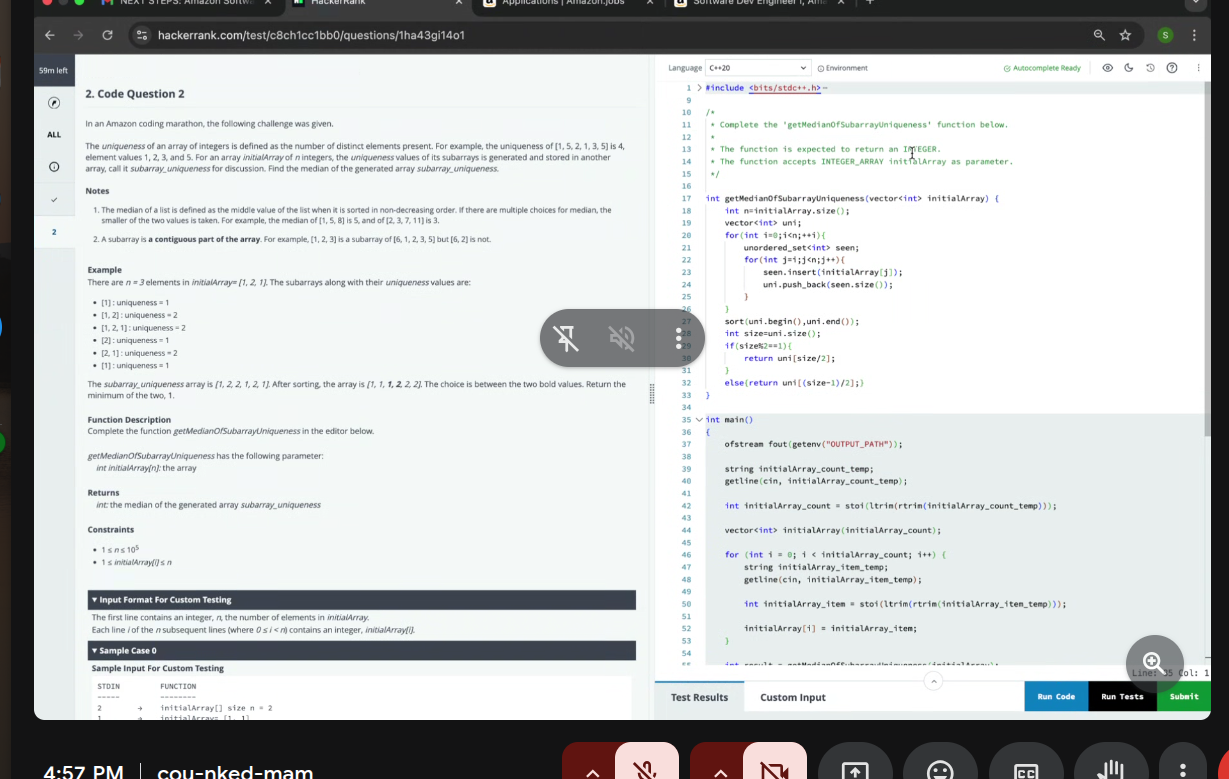 NEXT STEPS: Amazon Softw
HackerRank
Applications | Amazon.jobs
Software Dev Engineer I, Am
hackerrank.com/test/c8ch1cc1bb0/questions/1ha43gi14o1
S
59m left
ALL
2
2. Code Question 2
In an Amazon coding marathon, the following challenge was given.
The uniqueness of an array of integers is defined as the number of distinct elements present. For example, the uniqueness of [1, 5, 2, 1, 3, 5] is 4,
element values 1, 2, 3, and 5. For an array initialArray of n integers, the uniqueness values of its subarrays is generated and stored in another
array, call it subarray_uniqueness for discussion. Find the median of the generated array subarray_uniqueness.
Notes
1. The median of a list is defined as the middle value of the list when it is sorted in non-decreasing order. If there are multiple choices for median, the
smaller of the two values is taken. For example, the median of [1, 5, 8] is 5, and of [2, 3, 7, 11] is 3.
2. A subarray is a contiguous part of the array. For example, [1, 2, 3] is a subarray of [6, 1, 2, 3, 5] but [6, 2] is not.
Example
There are n = 3 elements in initialArray= [1, 2, 1]. The subarrays along with their uniqueness values are:
• [1] : uniqueness = 1
• [1, 2] : uniqueness = 2
• [1, 2, 1] : uniqueness = 2
• [2] : uniqueness = 1
• [2, 1] : uniqueness = 2
• [1] : uniqueness = 1
The subarray_uniqueness array is [1, 2, 2, 1, 2, 1]. After sorting, the array is [1, 1, 1, 2, 2, 2]. The choice is between the two bold values. Return the
minimum of the two, 1.
Function Description
Complete the function getMedianOfSubarrayUniqueness in the editor below.
getMedianOfSubarrayUniqueness has the following parameter:
int initialArray[n]: the array
Returns
int: the median of the generated array subarray_uniqueness
Constraints
• 1 ≤ n ≤ 10⁵
• 1 ≤ initialArray[i] ≤ n
▼ Input Format For Custom Testing
The first line contains an integer, n, the number of elements in initialArray.
Each line i of the n subsequent lines (where 0 ≤ i < n) contains an integer, initialArray[i].
▼ Sample Case 0
Sample Input For Custom Testing
STDIN FUNCTION
----- --------
2 → initialArray[] size n = 2
1 → initialArray= [1, 1]
Language C++20 Environment Autocomplete Ready
1 #include <bits/stdc++.h>
9
10 /*
11 * Complete the 'getMedianOfSubarrayUniqueness' function below.
12 *
13 * The function is expected to return an INTEGER.
14 * The function accepts INTEGER_ARRAY initialArray as parameter.
15 */
16
17 int getMedianOfSubarrayUniqueness(vector<int> initialArray) {
18 int n=initialArray.size();
19 vector<int> uni;
20 for(int i=0;i<n;++i){
21 unordered_set<int> seen;
22 for(int j=i;j<n;j++){
23 seen.insert(initialArray[j]);
24 uni.push_back(seen.size());
25 }
26 }
27 sort(uni.begin(),uni.end());
28 int size=uni.size();
29 if(size%2==1){
30 return uni[size/2];
31 }
32 else{return uni[(size-1)/2];}
33 }
34
35 int main()
36 {
37 ofstream fout(getenv("OUTPUT_PATH"));
38
39 string initialArray_count_temp;
40 getline(cin, initialArray_count_temp);
41
42 int initialArray_count = stoi(ltrim(rtrim(initialArray_count_temp)));
43
44 vector<int> initialArray(initialArray_count);
45
46 for (int i = 0; i < initialArray_count; i++) {
47 string initialArray_item_temp;
48 getline(cin, initialArray_item_temp);
49
50 int initialArray_item = stoi(ltrim(rtrim(initialArray_item_temp)));
51
52 initialArray[i] = initialArray_item;
53 }
54
55 int result = getMedianOfSubarrayUniqueness(initialArray);
Line: 35 Col: 1
Test Results
Custom Input
Run Code
Run Tests
Submit
4:57 PM | cou-nked-mam
CC